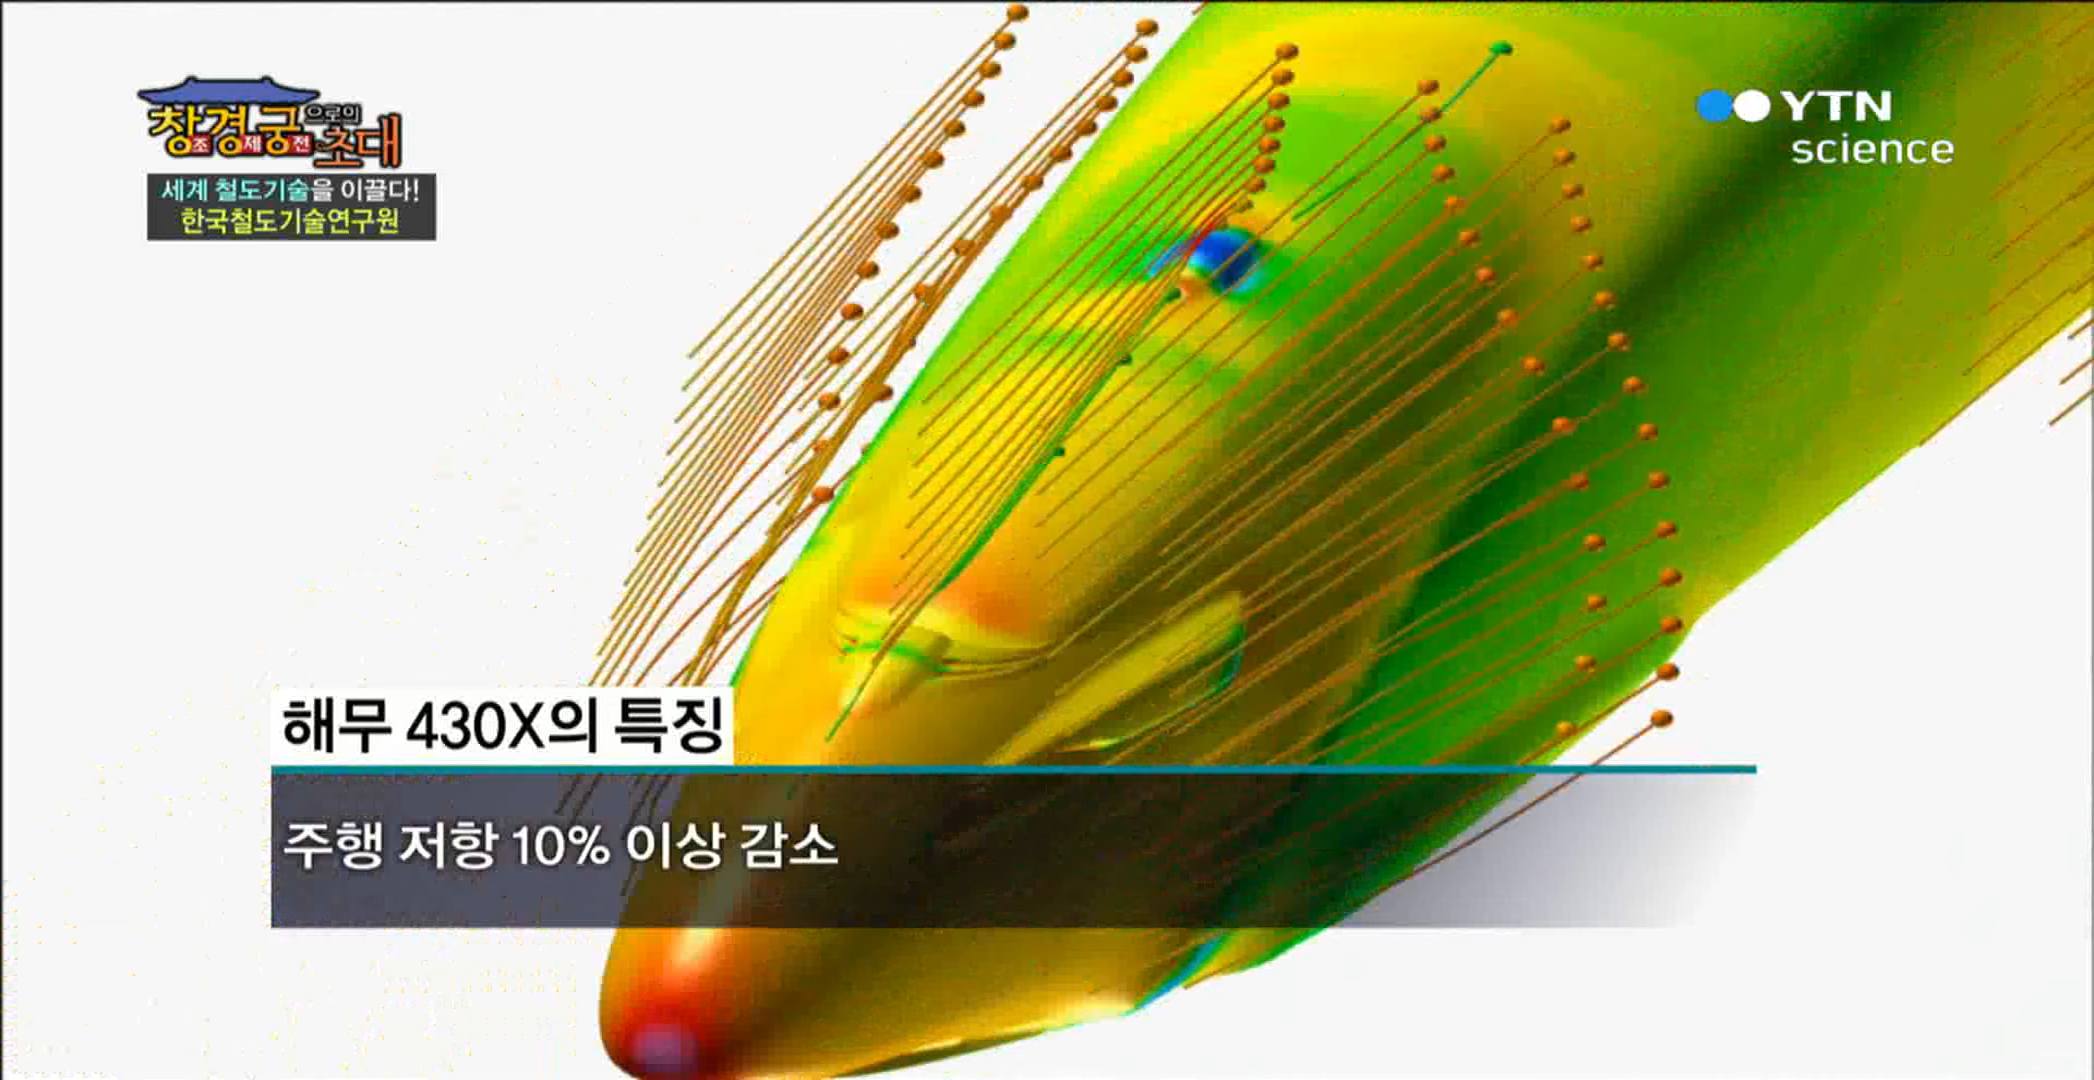 창경궁으로의
조 제 전
초대
세계 철도기술을 이끌다!
한국철도기술연구원
YTN
science
해무 430X의 특징
주행 저항 10% 이상 감소